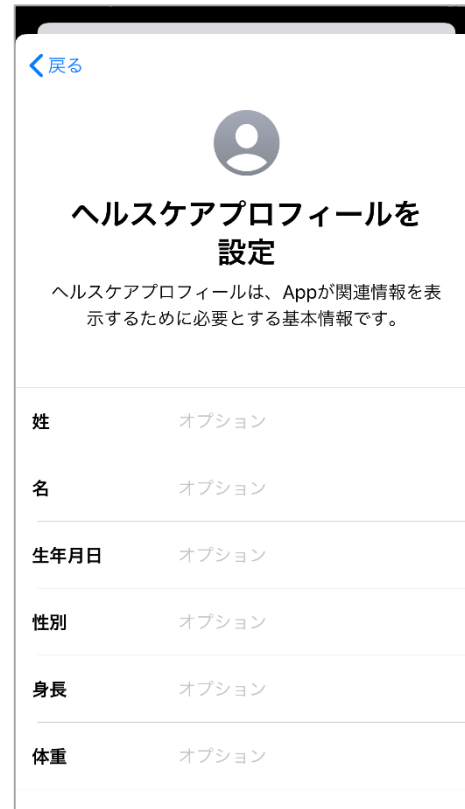 戻る
ヘルスケアプロフィールを
設定
ヘルスケアプロフィールは、Appが関連情報を表
示するために必要とする基本情報です。
姓 オプション
名 オプション
生年月日 オプション
性別 オプション
身長 オプション
体重 オプション